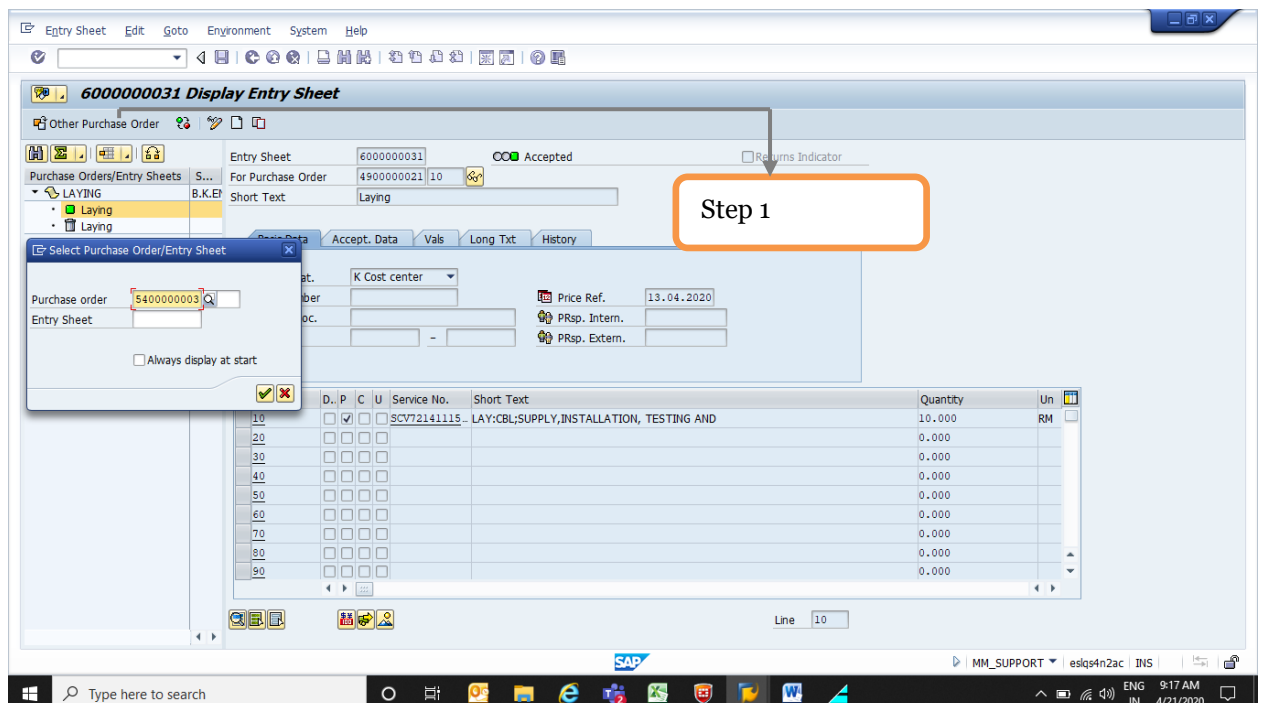 Entry Sheet Edit Goto Environment System Help
6000000031 Display Entry Sheet
Other Purchase Order
Entry Sheet 6000000031 Accepted Returns Indicator
Purchase Orders/Entry Sheets S... For Purchase Order 4900000021 10
LAYING B.K.EN Short Text Laying
Laying
Laying
Step 1
Basic Data Accept. Data Vals Long Txt History
Select Purchase Order/Entry Sheet
at. K Cost center
Purchase order 5400000003
ber Price Ref. 13.04.2020
Entry Sheet
oc. PRsp. Intern.
- PRsp. Extern.
Always display at start
D.. P C U Service No. Short Text Quantity Un
10 SCV72141115.. LAY:CBL;SUPPLY,INSTALLATION, TESTING AND 10.000 RM
20 0.000
30 0.000
40 0.000
50 0.000
60 0.000
70 0.000
80 0.000
90 0.000
Line 10
SAP MM_SUPPORT eslqs4n2ac INS
Type here to search
ENG 9:17 AM
IN 4/21/2020